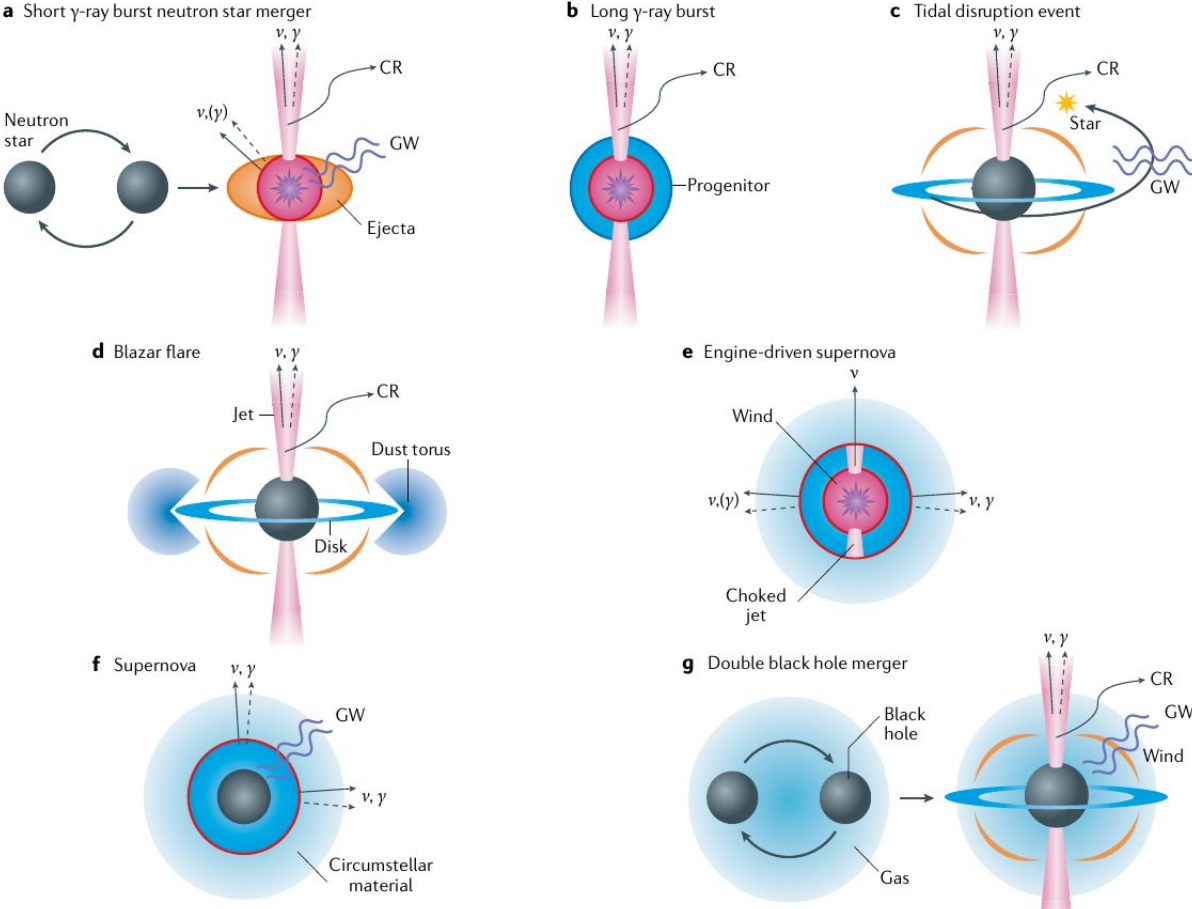 a Short γ-ray burst neutron star merger
ν, γ
CR
ν,(γ)
GW
Neutron
star
Ejecta
b Long γ-ray burst
ν, γ
CR
Progenitor
c Tidal disruption event
ν, γ
CR
Star
GW
d Blazar flare
ν, γ
CR
Jet
Dust torus
Disk
e Engine-driven supernova
ν
Wind
ν,(γ)
ν, γ
Choked
jet
f Supernova
ν, γ
GW
ν, γ
Circumstellar
material
g Double black hole merger
Black
hole
Gas
ν, γ
CR
GW
Wind